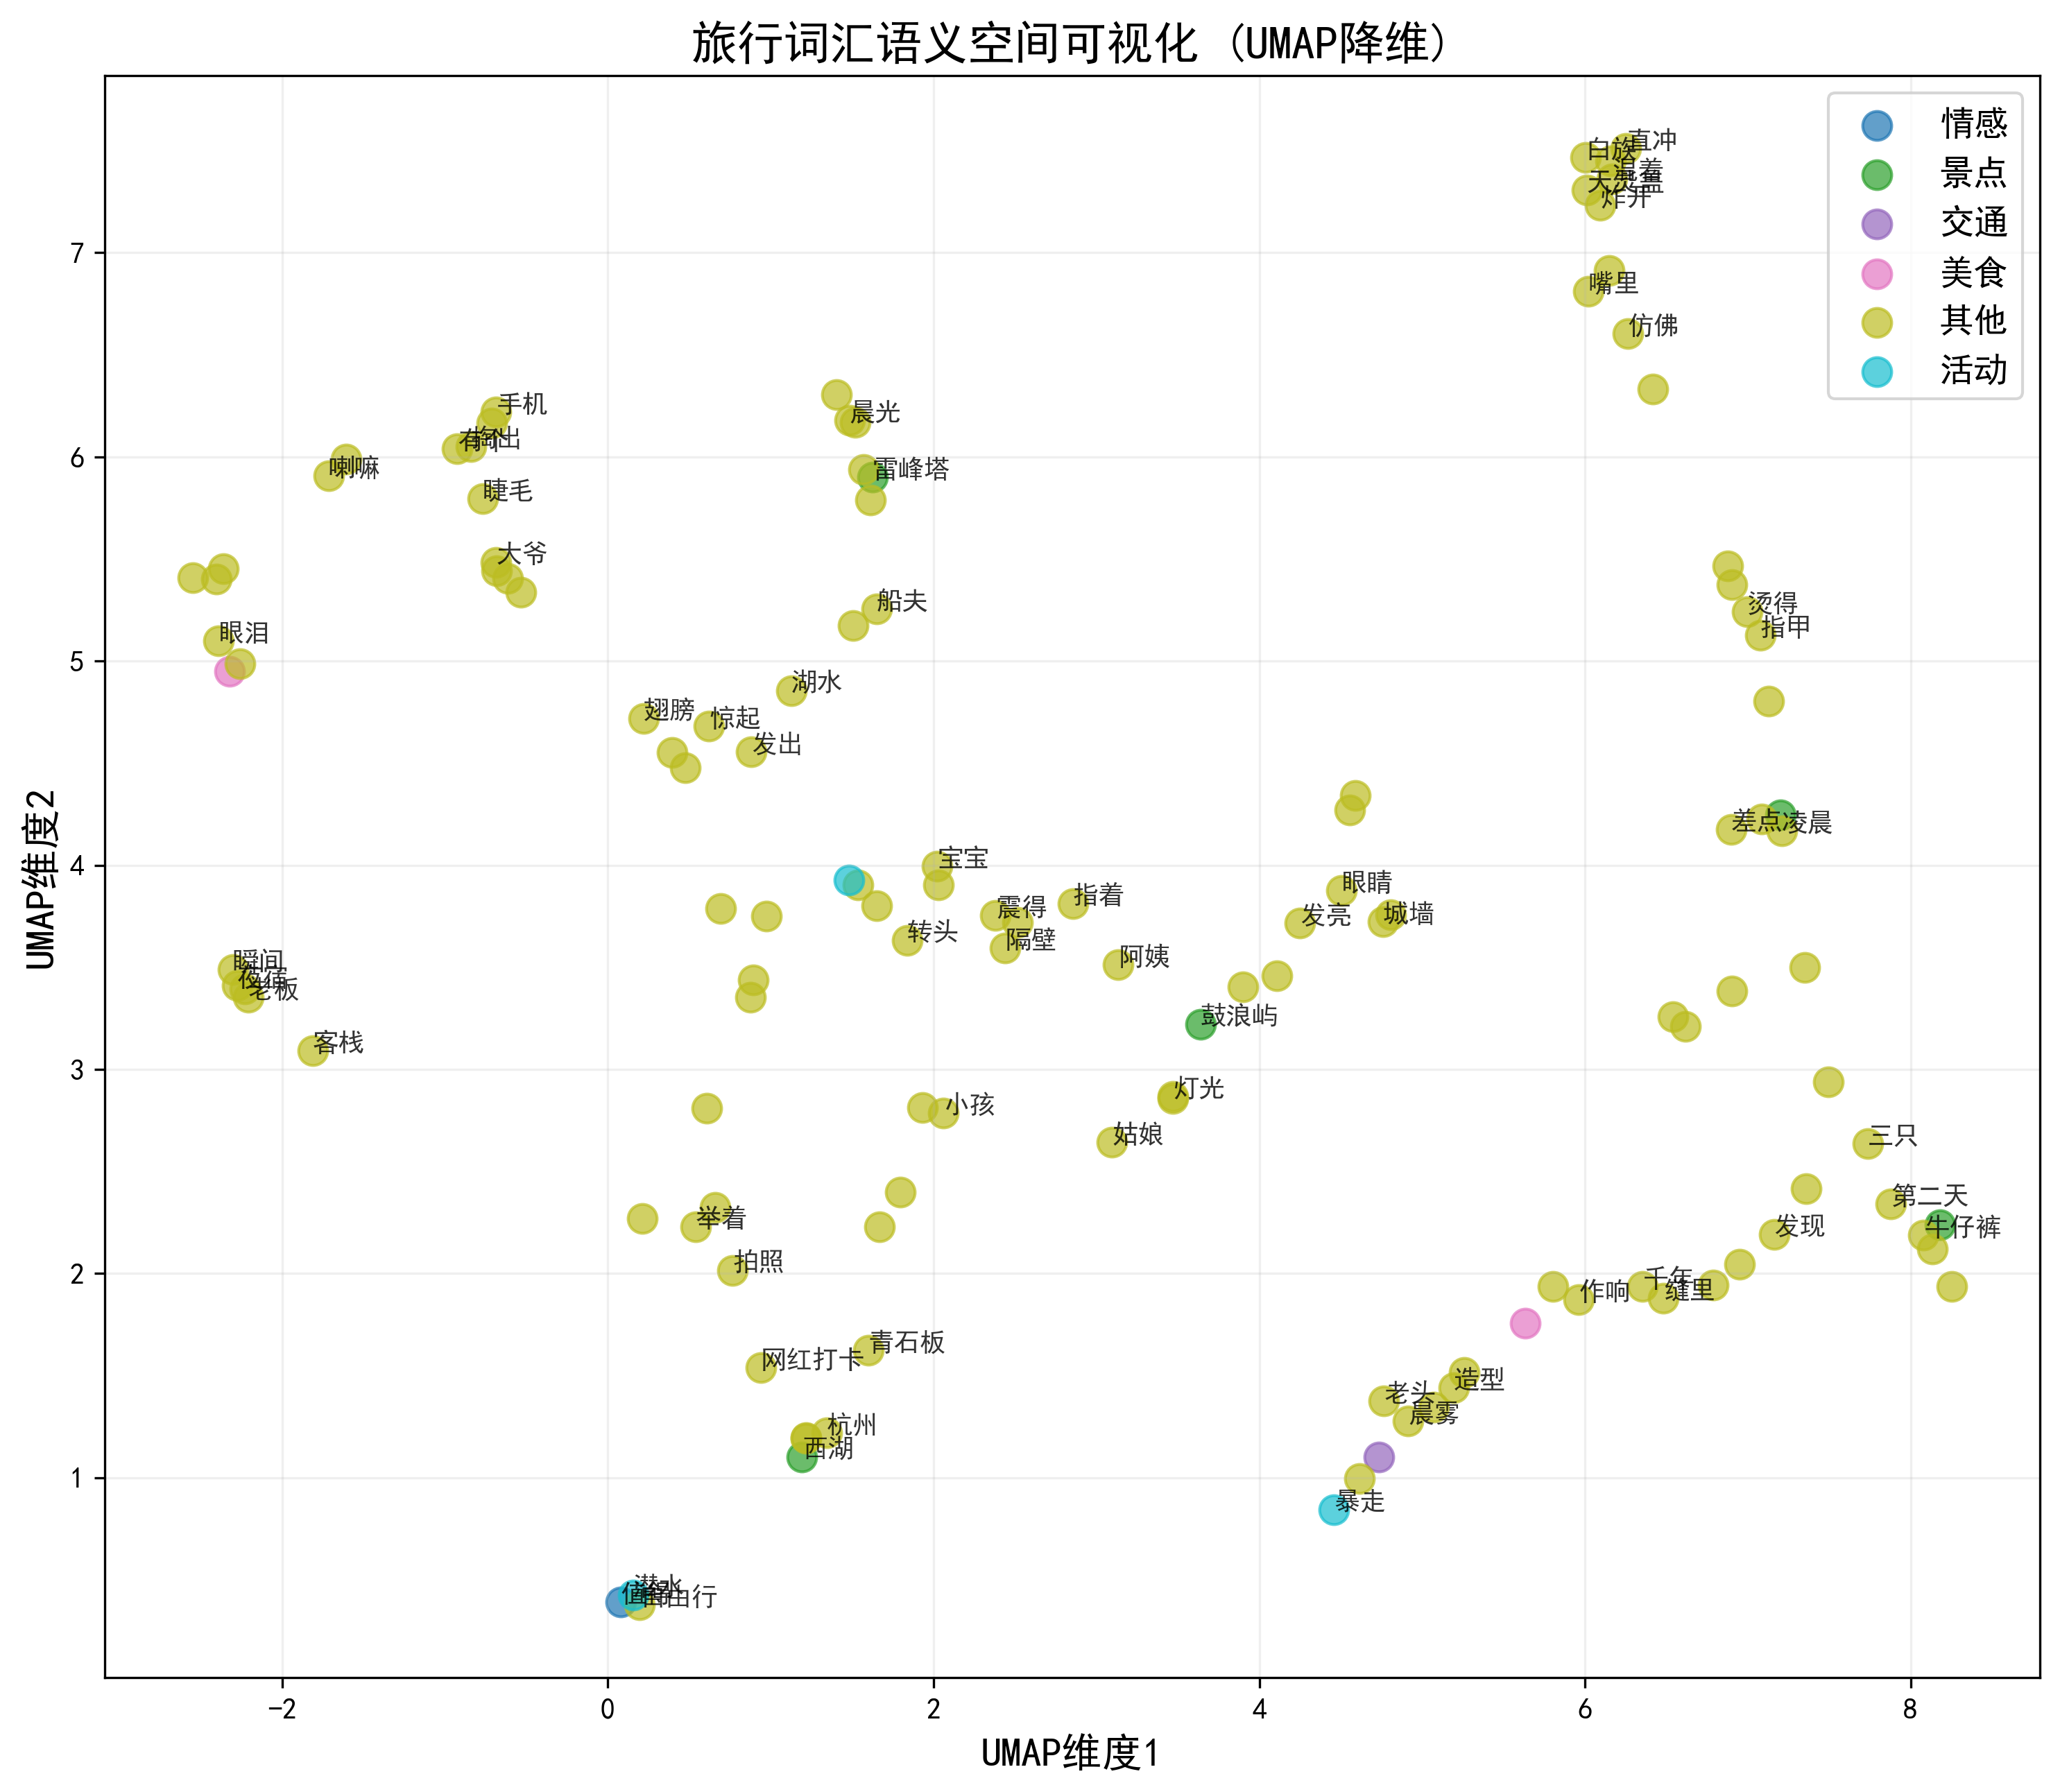 旅行词汇语义空间可视化 (UMAP降维)
情感
景点
交通
美食
其他
活动
直冲
白族
天灵盖
炸开
嘴里
仿佛
手机
晨光
喇嘛
雷峰塔
睫毛
大爷
船夫
烫得
指甲
眼泪
湖水
翅膀
惊起
发出
差点
凌晨
宝宝
眼睛
指着
震得
发亮
城墙
转头
隔壁
阿姨
瞬间
老板
客栈
鼓浪屿
灯光
小孩
姑娘
三只
第二天
举着
发现
牛仔裤
拍照
千年
缝里
作响
青石板
网红打卡
造型
老头
晨雾
杭州
西湖
暴走
潜水
自由行
7
6
5
4
3
2
1
−2
0
2
4
6
8
UMAP维度1
UMAP维度2